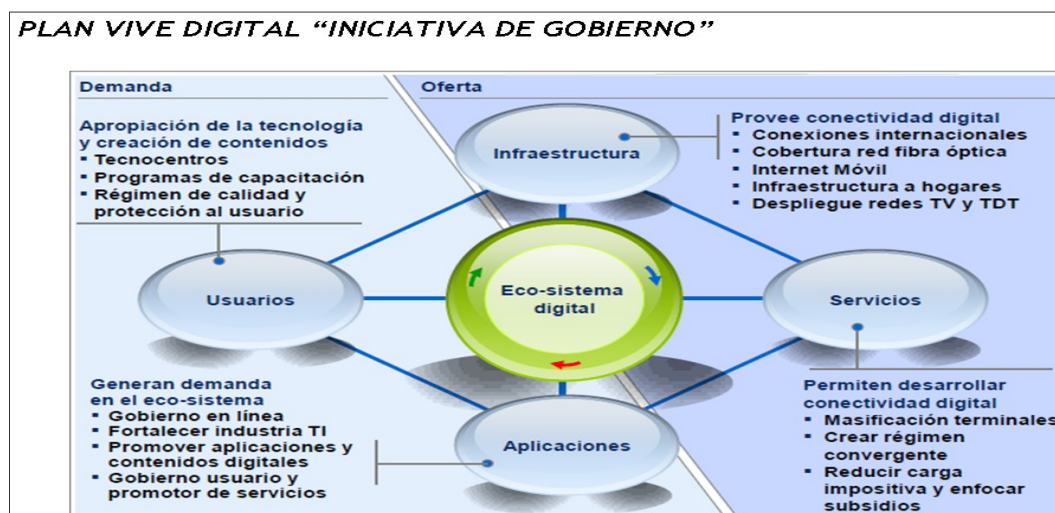 PLAN VIVE DIGITAL “INICIATIVA DE GOBIERNO”
Demanda
Oferta
Apropiación de la tecnología
y creación de contenidos
▪ Tecnocentros
▪ Programas de capacitación
▪ Régimen de calidad y
protección al usuario
Infraestructura
Provee conectividad digital
▪ Conexiones internacionales
▪ Cobertura red fibra óptica
▪ Internet Móvil
▪ Infraestructura a hogares
▪ Despliegue redes TV y TDT
Usuarios
Eco-sistema
digital
Servicios
Generan demanda
en el eco-sistema
▪ Gobierno en línea
▪ Fortalecer industria TI
▪ Promover aplicaciones y
contenidos digitales
▪ Gobierno usuario y
promotor de servicios
Aplicaciones
Permiten desarrollar
conectividad digital
▪ Masificación terminales
▪ Crear régimen
convergente
▪ Reducir carga
impositiva y enfocar
subsidios